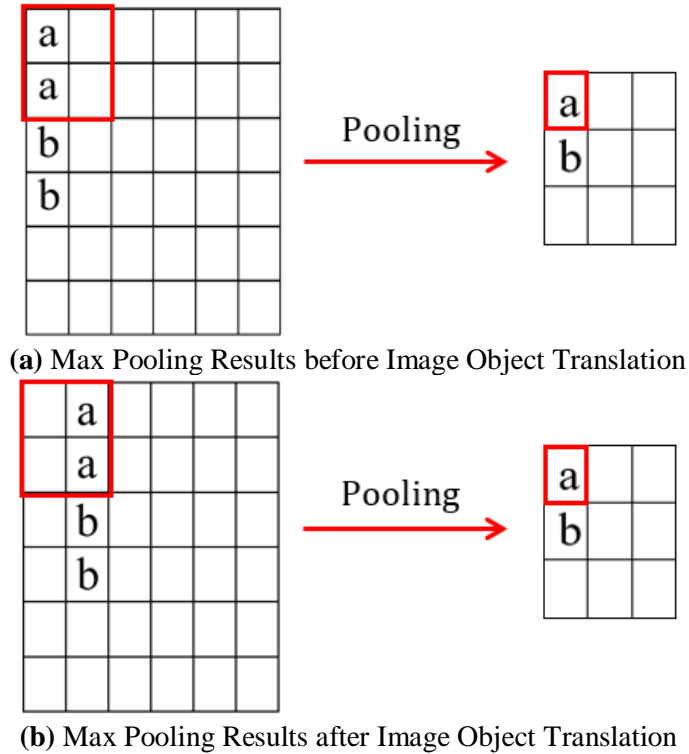 a
a
Pooling
a
b
b
b
(a) Max Pooling Results before Image Object Translation
a
a
Pooling
a
b
b
b
(b) Max Pooling Results after Image Object Translation